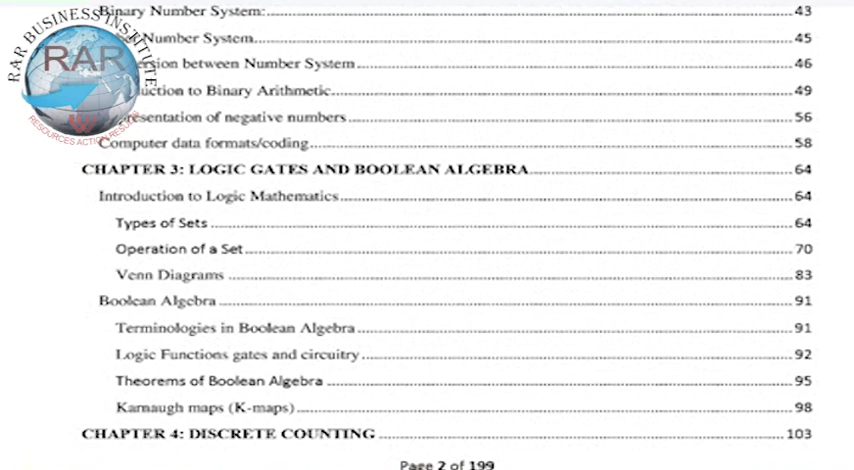 RAR BUSINESS INSTITUTE
RAR
RESOURCES ACTION RESULTS
Binary Number System: 43
Number System 45
between Number System 46
to Binary Arithmetic 49
of negative numbers 56
Computer data formats/coding 58
CHAPTER 3: LOGIC GATES AND BOOLEAN ALGEBRA 64
Introduction to Logic Mathematics 64
Types of Sets 64
Operation of a Set 70
Venn Diagrams 83
Boolean Algebra 91
Terminologies in Boolean Algebra 91
Logic Functions gates and circuitry 92
Theorems of Boolean Algebra 95
Karnaugh maps (K-maps) 98
CHAPTER 4: DISCRETE COUNTING 103
Page 2 of 199